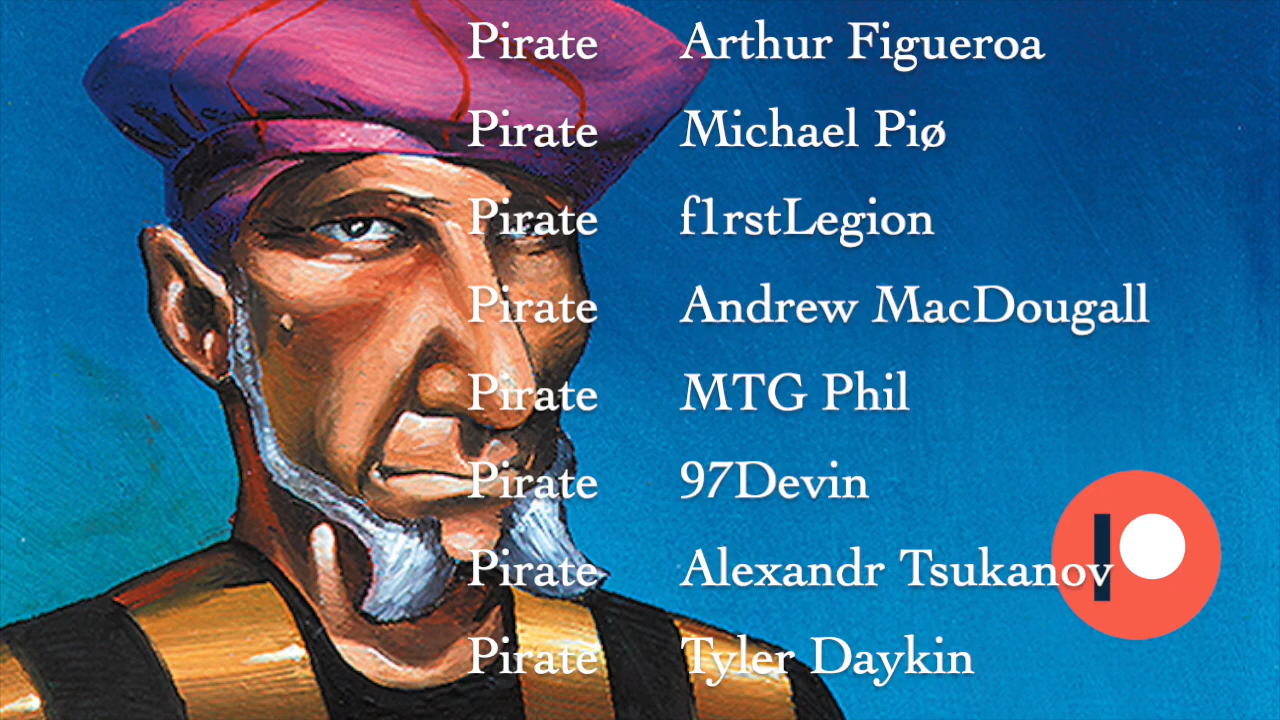 Pirate Arthur Figueroa
Pirate Michael Piø
Pirate f1rstLegion
Pirate Andrew MacDougall
Pirate MTG Phil
Pirate 97Devin
Pirate Alexandr Tsukanov
Pirate Tyler Daykin